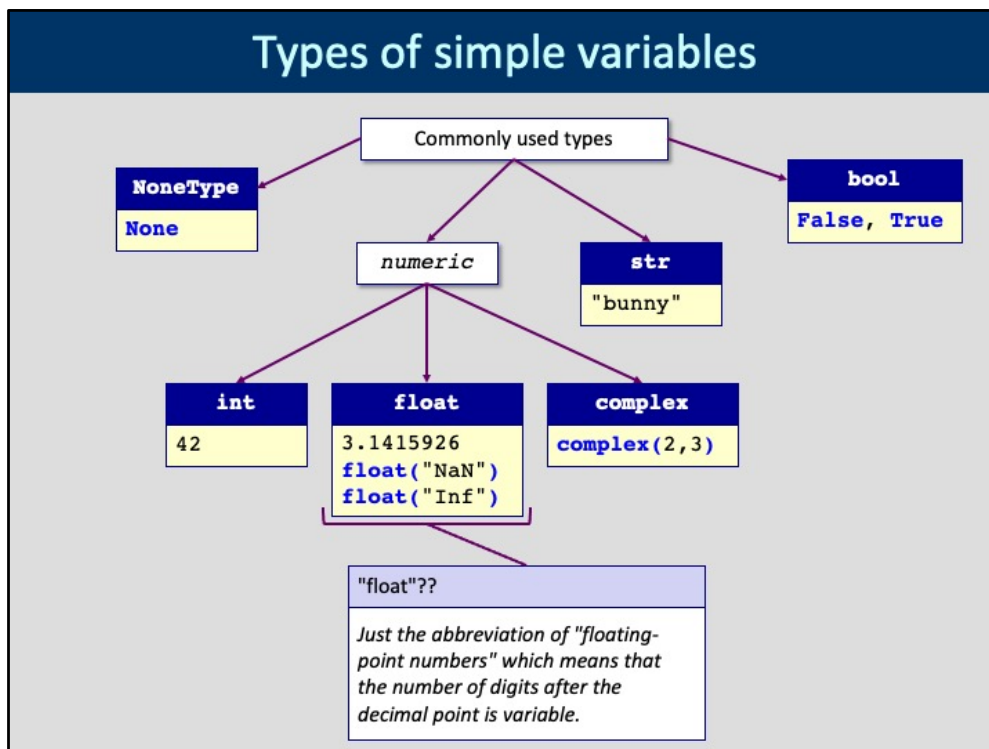 Types of simple variables
Commonly used types
NoneType
None
bool
False, True
numeric
str
"bunny"
int
42
float
3.1415926
float("NaN")
float("Inf")
complex
complex(2,3)
"float"??
Just the abbreviation of "floating-
point numbers" which means that
the number of digits after the
decimal point is variable.